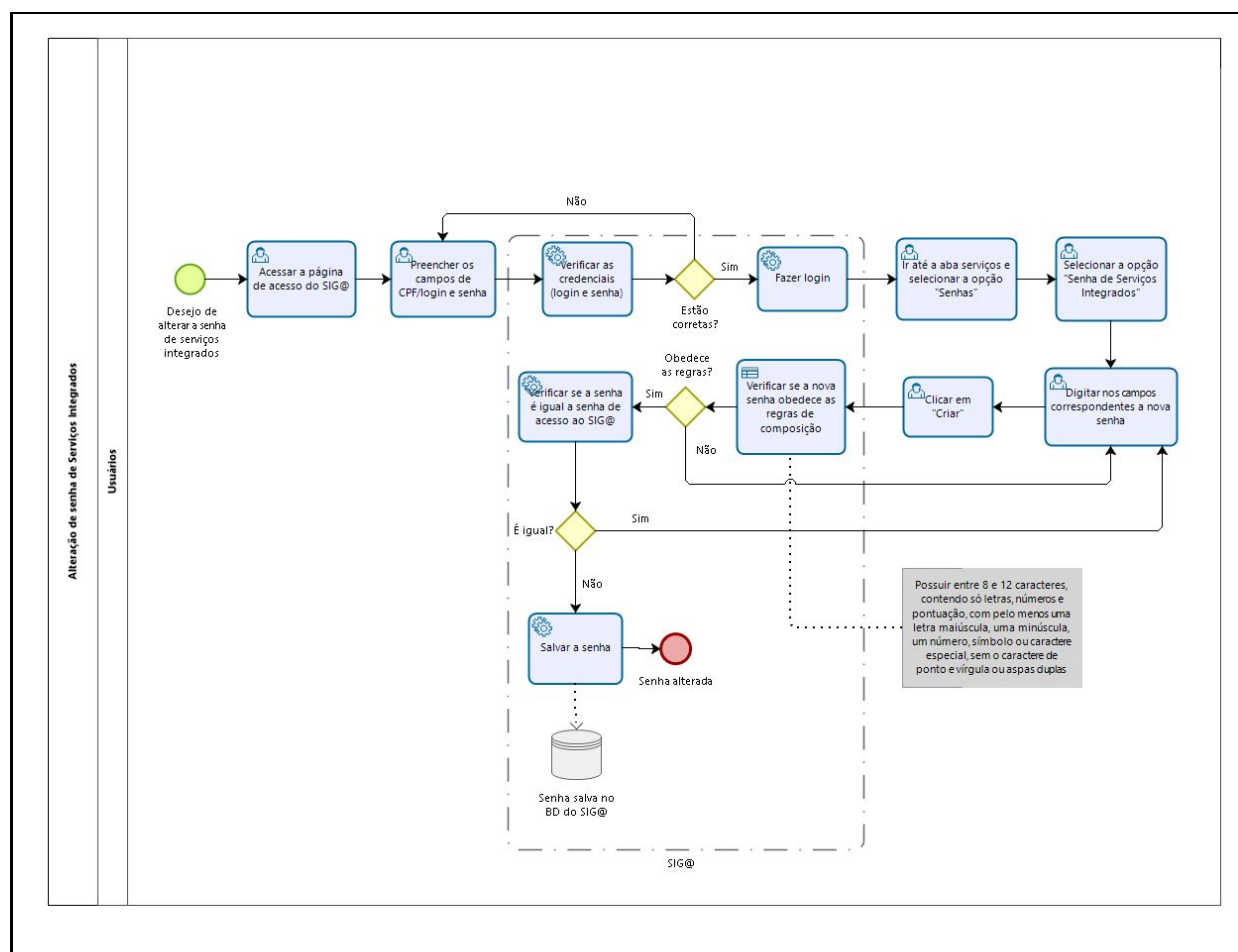 Alteração de senha de Serviços Integrados
Usuários
Não
Acessar a página
de acesso do SIG@
Preencher os
campos de
CPF/login e senha
Verificar as
credenciais
(login e senha)
Sim
Fazer login
Ir até a aba serviços e
selecionar a opção
"Senhas"
Selecionar a opção
"Senha de Serviços
Integrados"
Desejo de
alterar a senha
de serviços
integrados
Estão
corretas?
Obedece
as regras?
Verificar se a senha
é igual a senha de
acesso ao SIG@
Sim
Verificar se a nova
senha obedece as
regras de
composição
Clicar em
"Criar"
Digitar nos campos
correspondentes a nova
senha
Não
É igual?
Sim
Não
Possuir entre 8 e 12 caracteres,
contendo só letras, números e
pontuação, com pelo menos uma
letra maiúscula, uma minúscula,
um número, símbolo ou caractere
especial, sem o caractere de
ponto e vírgula ou aspas duplas
Salvar a senha
Senha alterada
Senha salva no
BD do SIG@
SIG@